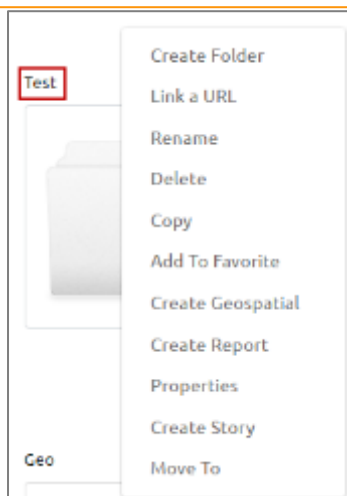 Test
Create Folder
Link a URL
Rename
Delete
Copy
Add To Favorite
Create Geospatial
Create Report
Properties
Create Story
Move To
Geo